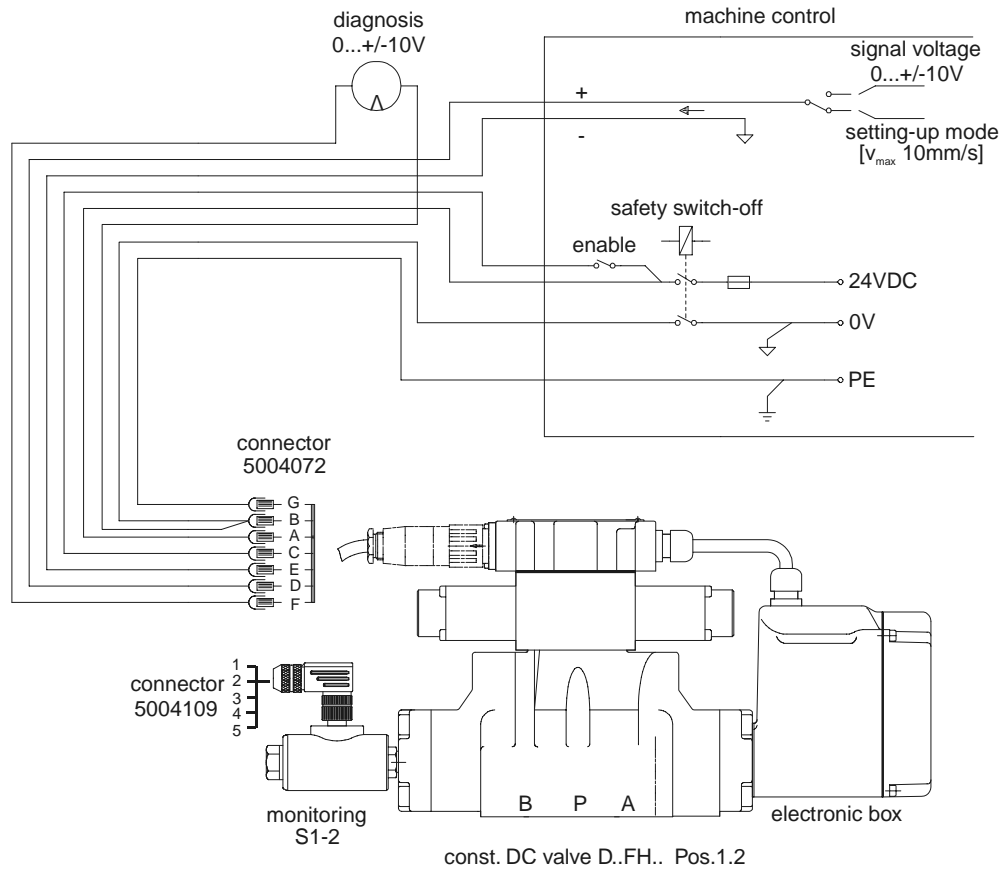 diagnosis
0...+/-10V
machine control
signal voltage
0...+/-10V
+
-
setting-up mode
[vmax 10mm/s]
safety switch-off
enable
24VDC
0V
PE
connector
5004072
G
B
A
C
E
D
F
connector
5004109
1
2
3
4
5
monitoring
S1-2
B P A
electronic box
const. DC valve D..FH.. Pos.1.2